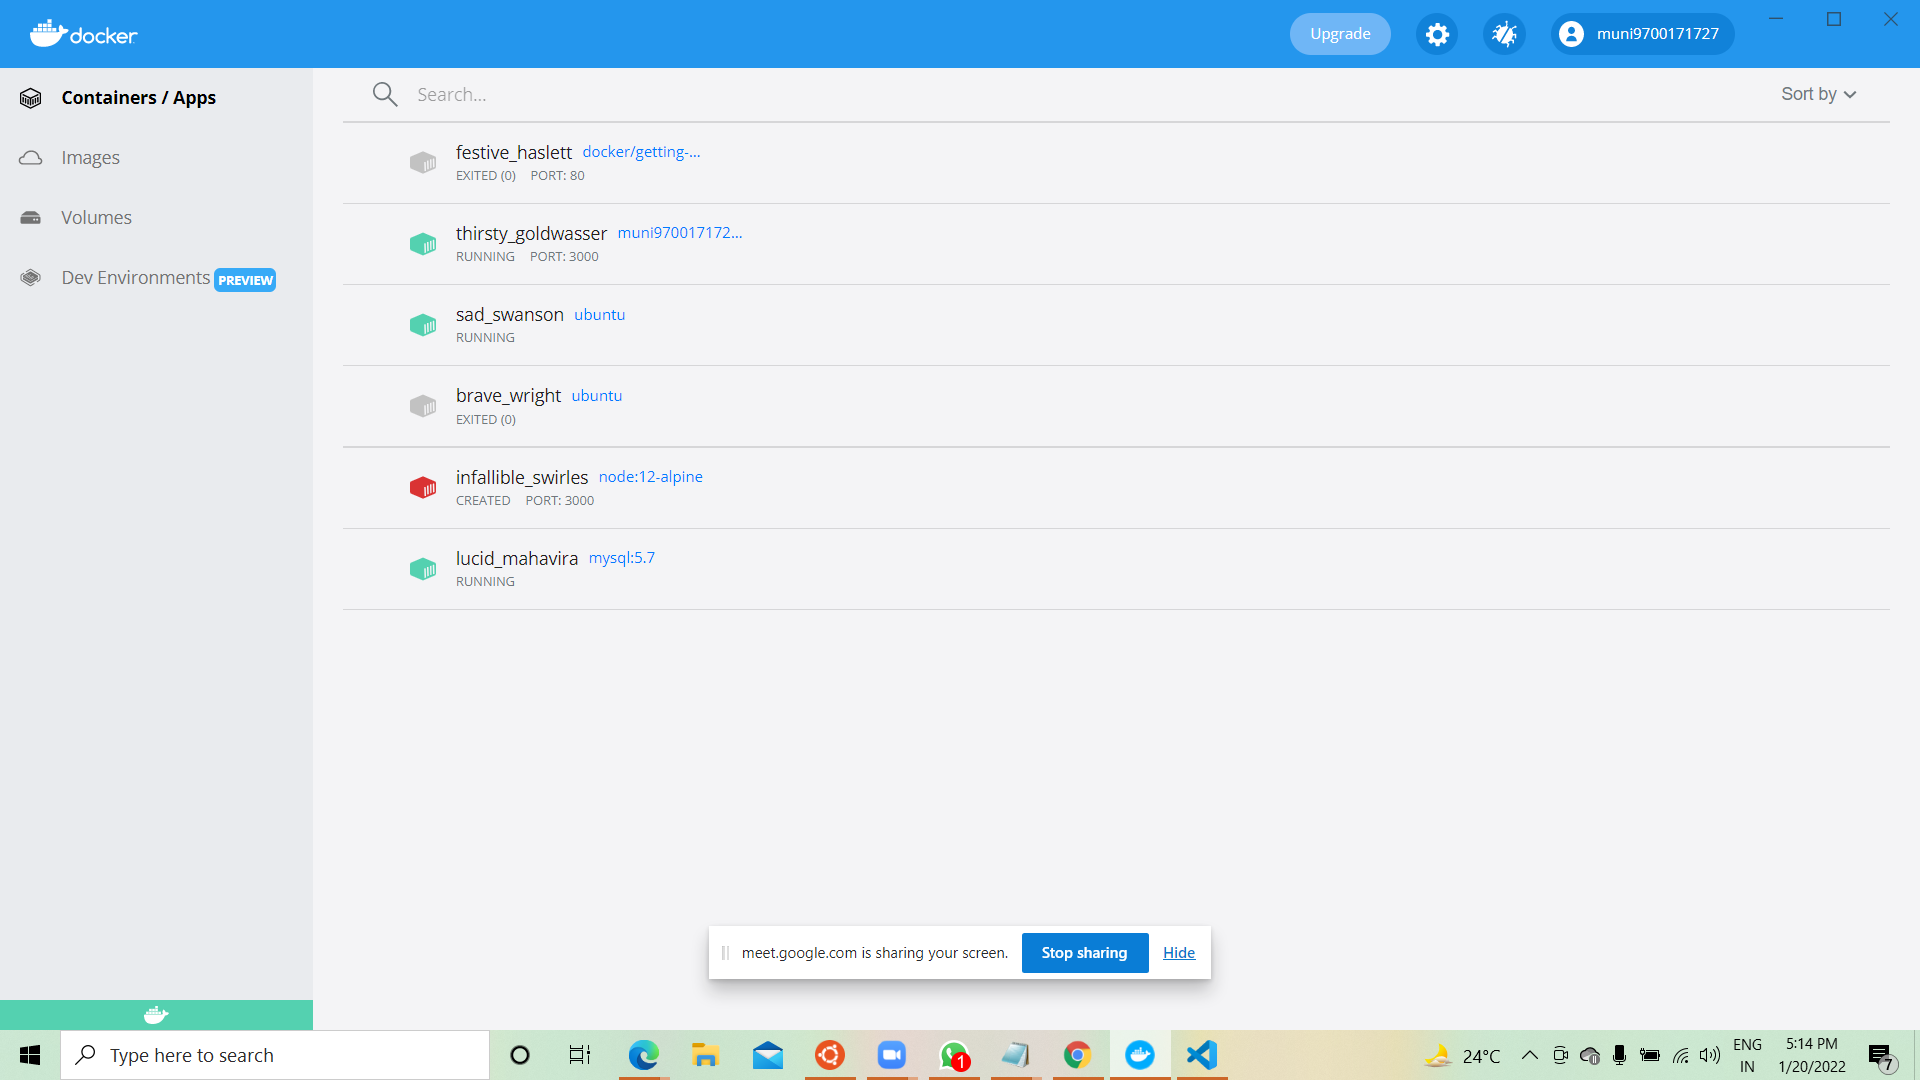 docker
Upgrade
muni9700171727
Containers / Apps
Images
Volumes
Dev Environments PREVIEW
Search...
Sort by
festive_haslett docker/getting-...
EXITED (0) PORT: 80
thirsty_goldwasser muni970017172...
RUNNING PORT: 3000
sad_swanson ubuntu
RUNNING
brave_wright ubuntu
EXITED (0)
infallible_swirles node:12-alpine
CREATED PORT: 3000
lucid_mahavira mysql:5.7
RUNNING
meet.google.com is sharing your screen. Stop sharing Hide
Type here to search
1
24°C
ENG
IN
5:14 PM
1/20/2022
7